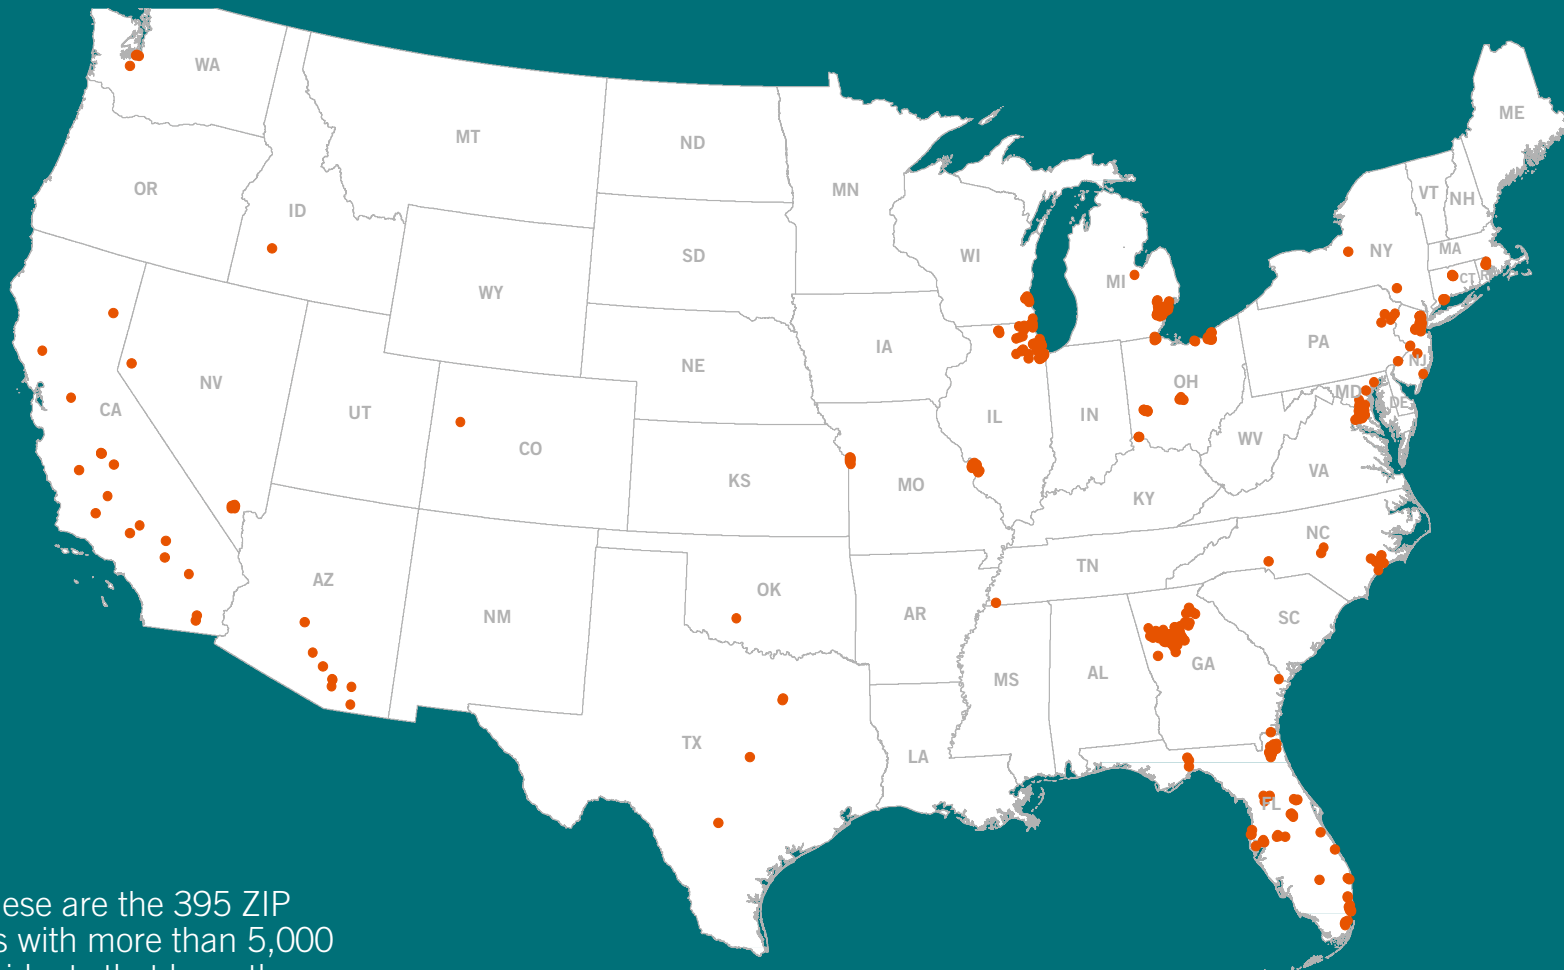 WA
MT
ND
ME
OR
ID
MN
VT
NH
SD
WI
MI
NY
MA
CT
WY
IA
NE
PA
NJ
NV
UT
CA
CO
IL
IN
OH
MD
DE
WV
KS
MO
KY
VA
AZ
NM
OK
AR
TN
NC
SC
MS
AL
GA
TX
LA
FL
ese are the 395 ZIP
s with more than 5,000